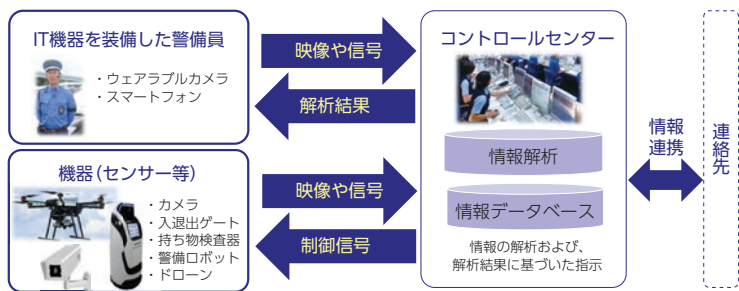 IT機器を装備した警備員
・ウェアラブルカメラ
・スマートフォン
映像や信号
解析結果
機器(センサー等)
・カメラ
・入退出ゲート
・持ち物検査器
・警備ロボット
・ドローン
映像や信号
制御信号
コントロールセンター
情報解析
情報データベース
情報の解析および、
解析結果に基づいた指示
情報
連携
連絡先